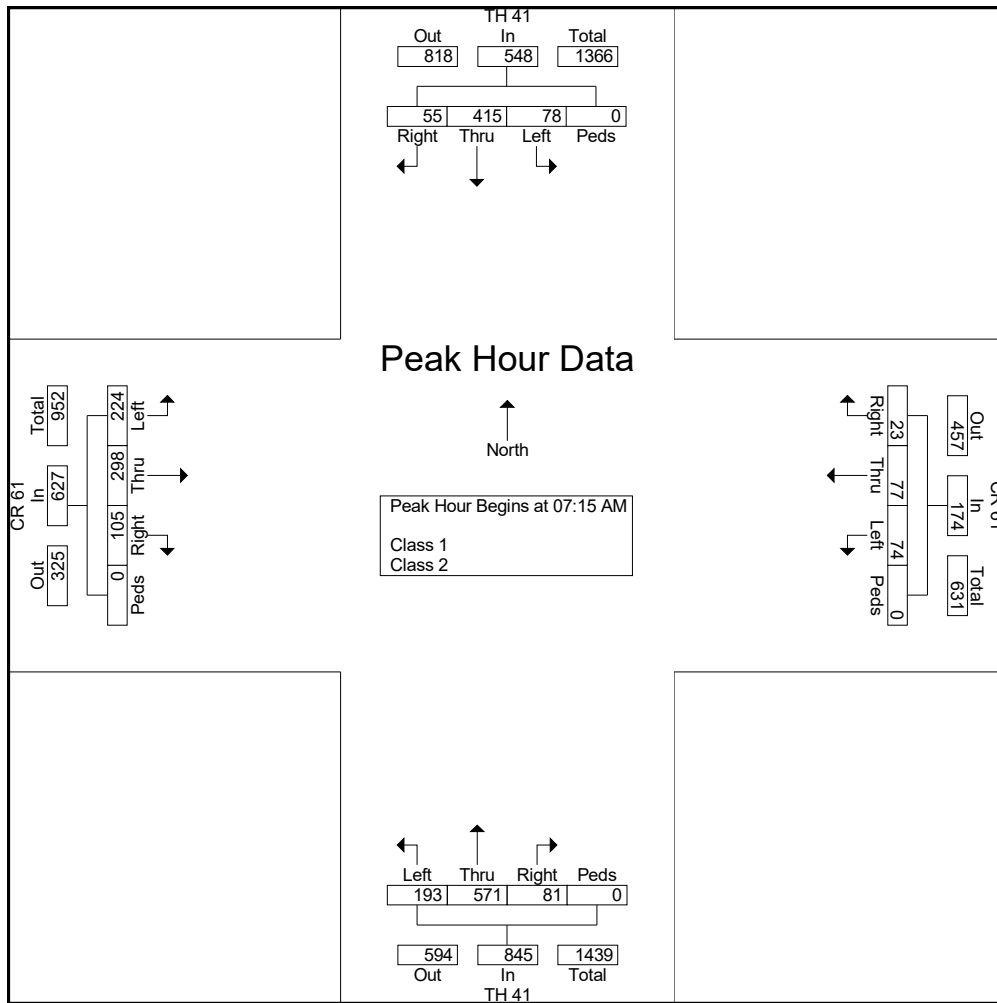 TH 41
Out In Total
818 548 1366
55 415 78 0
Right Thru Left Peds
Peak Hour Data
North
Peak Hour Begins at 07:15 AM
Class 1
Class 2
CR 61
Total In Out
952 627 325
224 298 105 0
Left Thru Right Peds
Out In Total
457 174 631
23 77 74 0
Right Thru Left Peds
Left Thru Right Peds
193 571 81 0
594 845 1439
Out In Total
TH 41